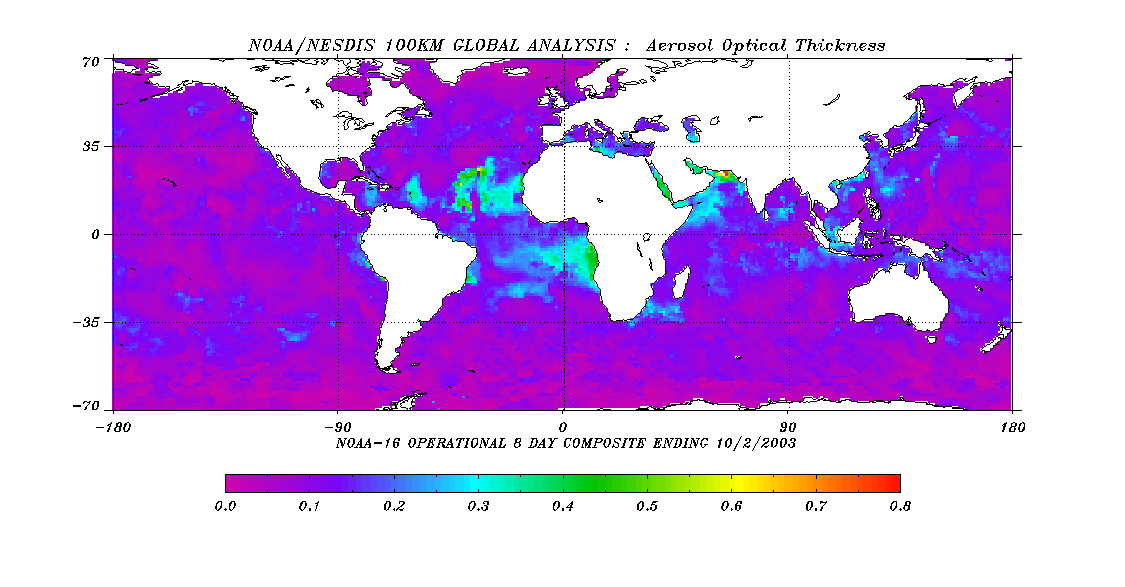 NOAA/NESDIS 100KM GLOBAL ANALYSIS : Aerosol Optical Thickness
70
35
0
-35
-70
-180 -90 0 90 180
NOAA-16 OPERATIONAL 8 DAY COMPOSITE ENDING 10/2/2003
0.0 0.1 0.2 0.3 0.4 0.5 0.6 0.7 0.8